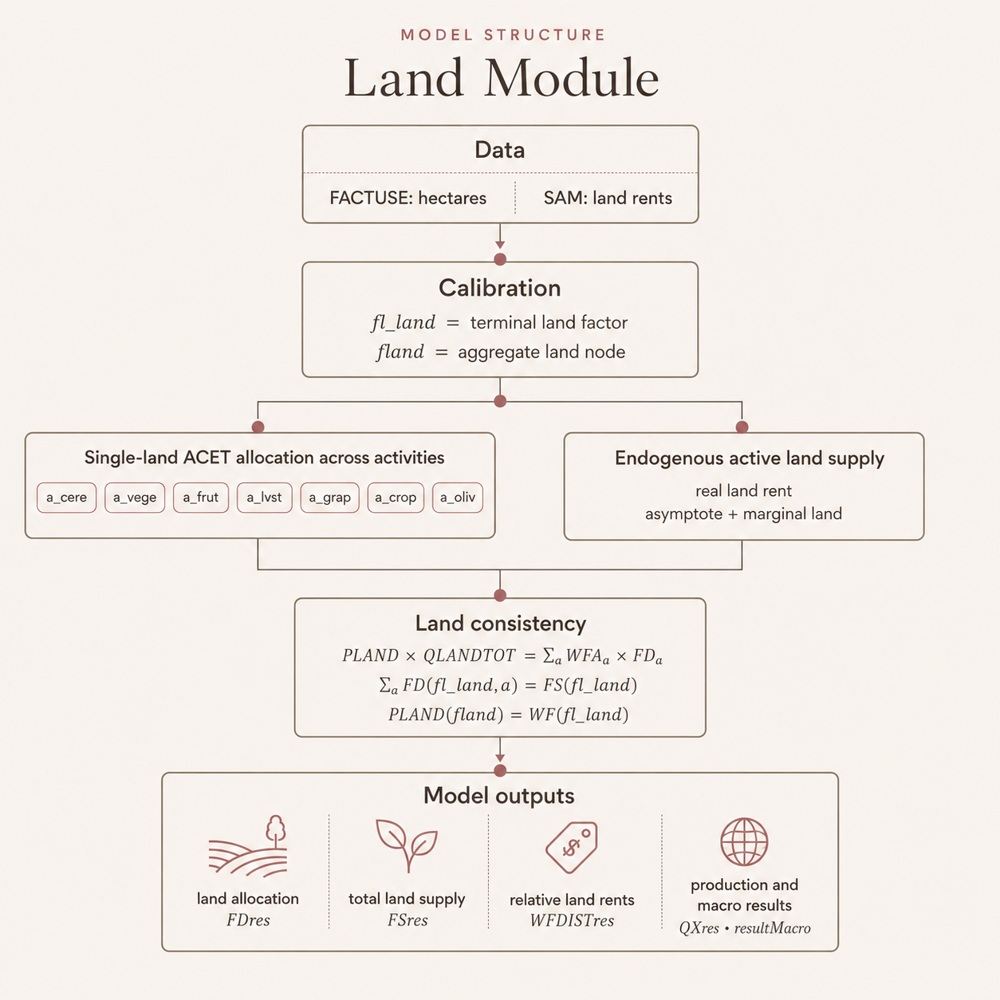 MODEL STRUCTURE
Land Module
Data
FACTUSE: hectares
SAM: land rents
Calibration
fl_land = terminal land factor
fland = aggregate land node
Single-land ACET allocation across activities
a_cere a_vege a_frut a_lvst a_grap a_crop a_oliv
Endogenous active land supply
real land rent
asymptote + marginal land
Land consistency
PLAND × QLANDTOT = Σₐ WFAₐ × FDₐ
Σₐ FD(fl_land, a) = FS(fl_land)
PLAND(fland) = WF(fl_land)
Model outputs
land allocation
FDres
total land supply
FSres
$
relative land rents
WFDISTres
production and
macro results
QXres • resultMacro